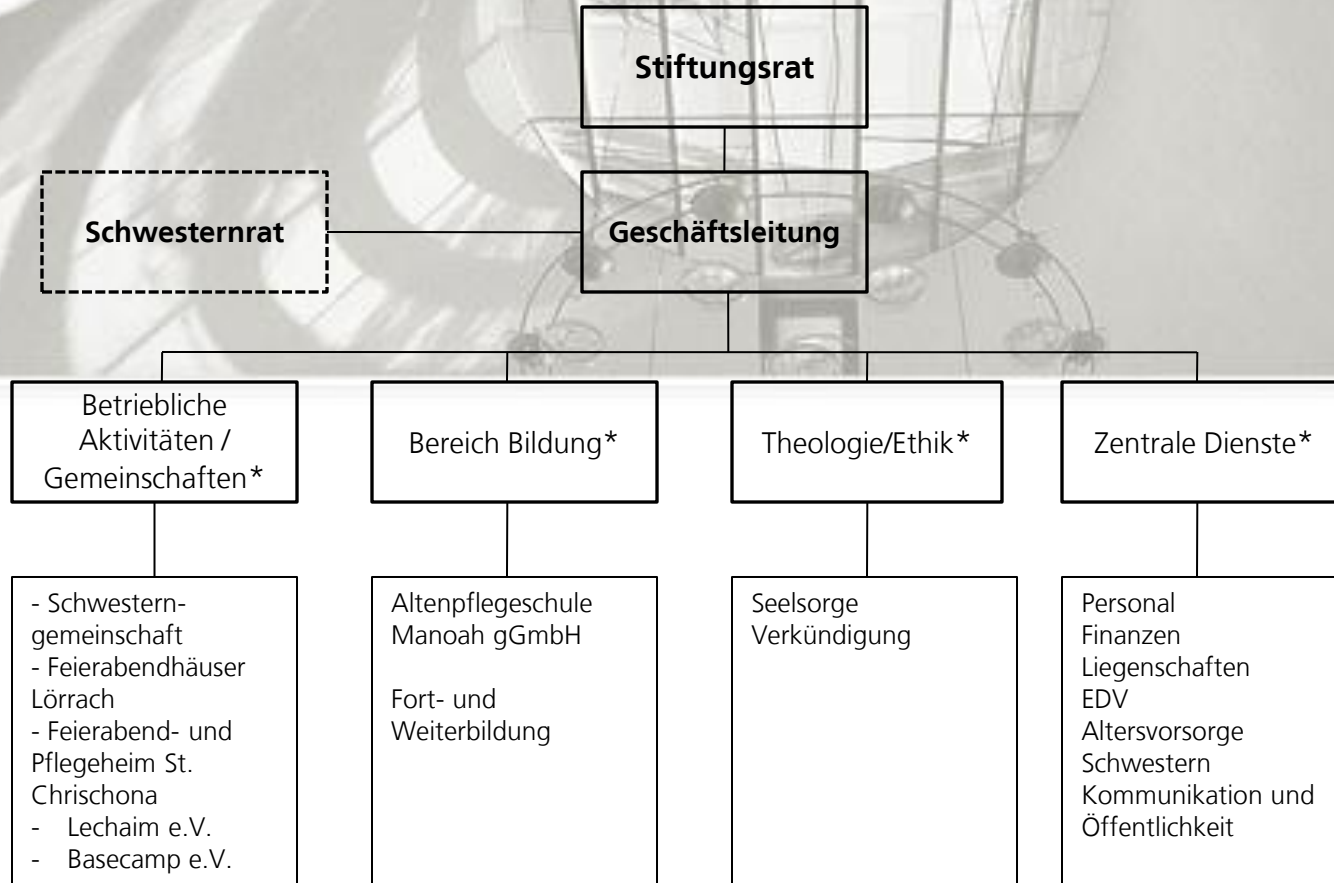 Stiftungsrat
Schwesternrat
Geschäftsleitung
Betriebliche
Aktivitäten /
Gemeinschaften*
Bereich Bildung*
Theologie/Ethik*
Zentrale Dienste*
- Schwestern-
gemeinschaft
- Feierabendhäuser
Lörrach
- Feierabend- und
Pflegeheim St.
Chrischona
- Lechaim e.V.
- Basecamp e.V.
Altenpflegeschule
Manoah gGmbH
Fort- und
Weiterbildung
Seelsorge
Verkündigung
Personal
Finanzen
Liegenschaften
EDV
Altersvorsorge
Schwestern
Kommunikation und
Öffentlichkeit